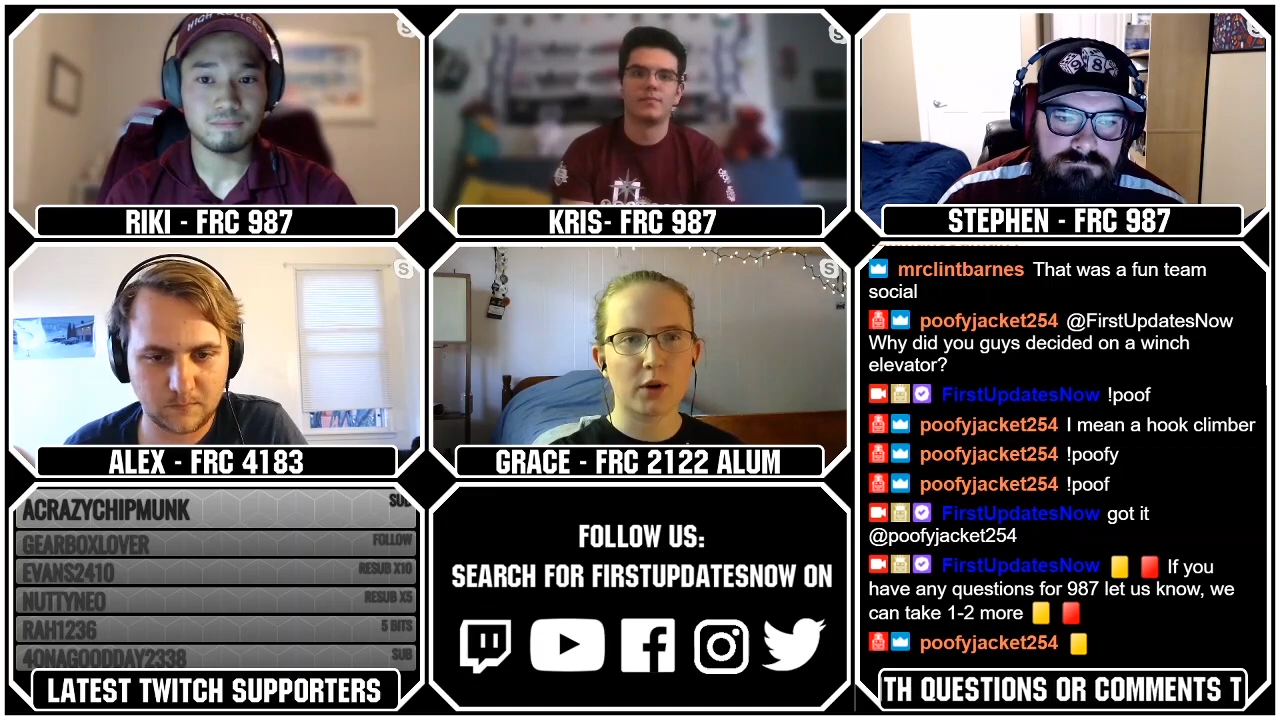 HIGH ROLLERS
RIKI - FRC 987
KRIS- FRC 987
987
STEPHEN - FRC 987
ALEX - FRC 4183
GRACE - FRC 2122 ALUM
mrclintbarnes That was a fun team
social
poofyjacket254 @FirstUpdatesNow
Why did you guys decided on a winch
elevator?
FirstUpdatesNow !poof
poofyjacket254 I mean a hook climber
poofyjacket254 !poofy
poofyjacket254 !poof
FirstUpdatesNow got it
@poofyjacket254
FirstUpdatesNow If you
have any questions for 987 let us know, we
can take 1-2 more
poofyjacket254
TH QUESTIONS OR COMMENTS T
ACRAZYCHIPMUNK SUB
GEARBOXLOVER FOLLOW
EVANS2410 RESUB X10
NUTTYNEO RESUB X5
RAH1236 5 BITS
4ONAGOODDAY2338 SUB
LATEST TWITCH SUPPORTERS
FOLLOW US:
SEARCH FOR FIRSTUPDATESNOW ON